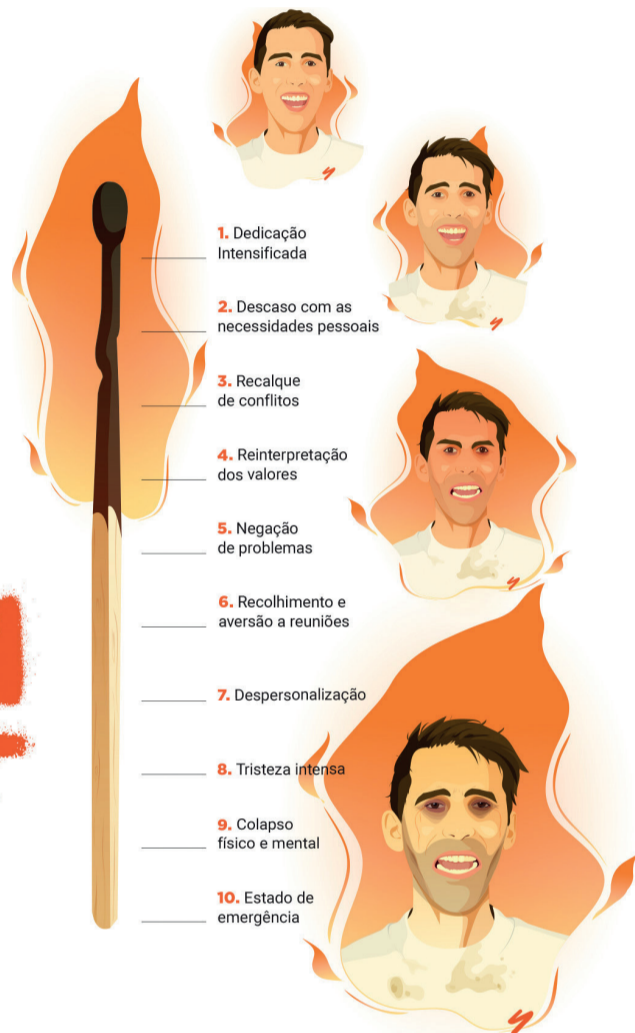 1. Dedicação
Intensificada
2. Descaso com as
necessidades pessoais
3. Recalque
de conflitos
4. Reinterpretação
dos valores
5. Negação
de problemas
6. Recolhimento e
aversão a reuniões
7. Despersonalização
8. Tristeza intensa
9. Colapso
físico e mental
10. Estado de
emergência